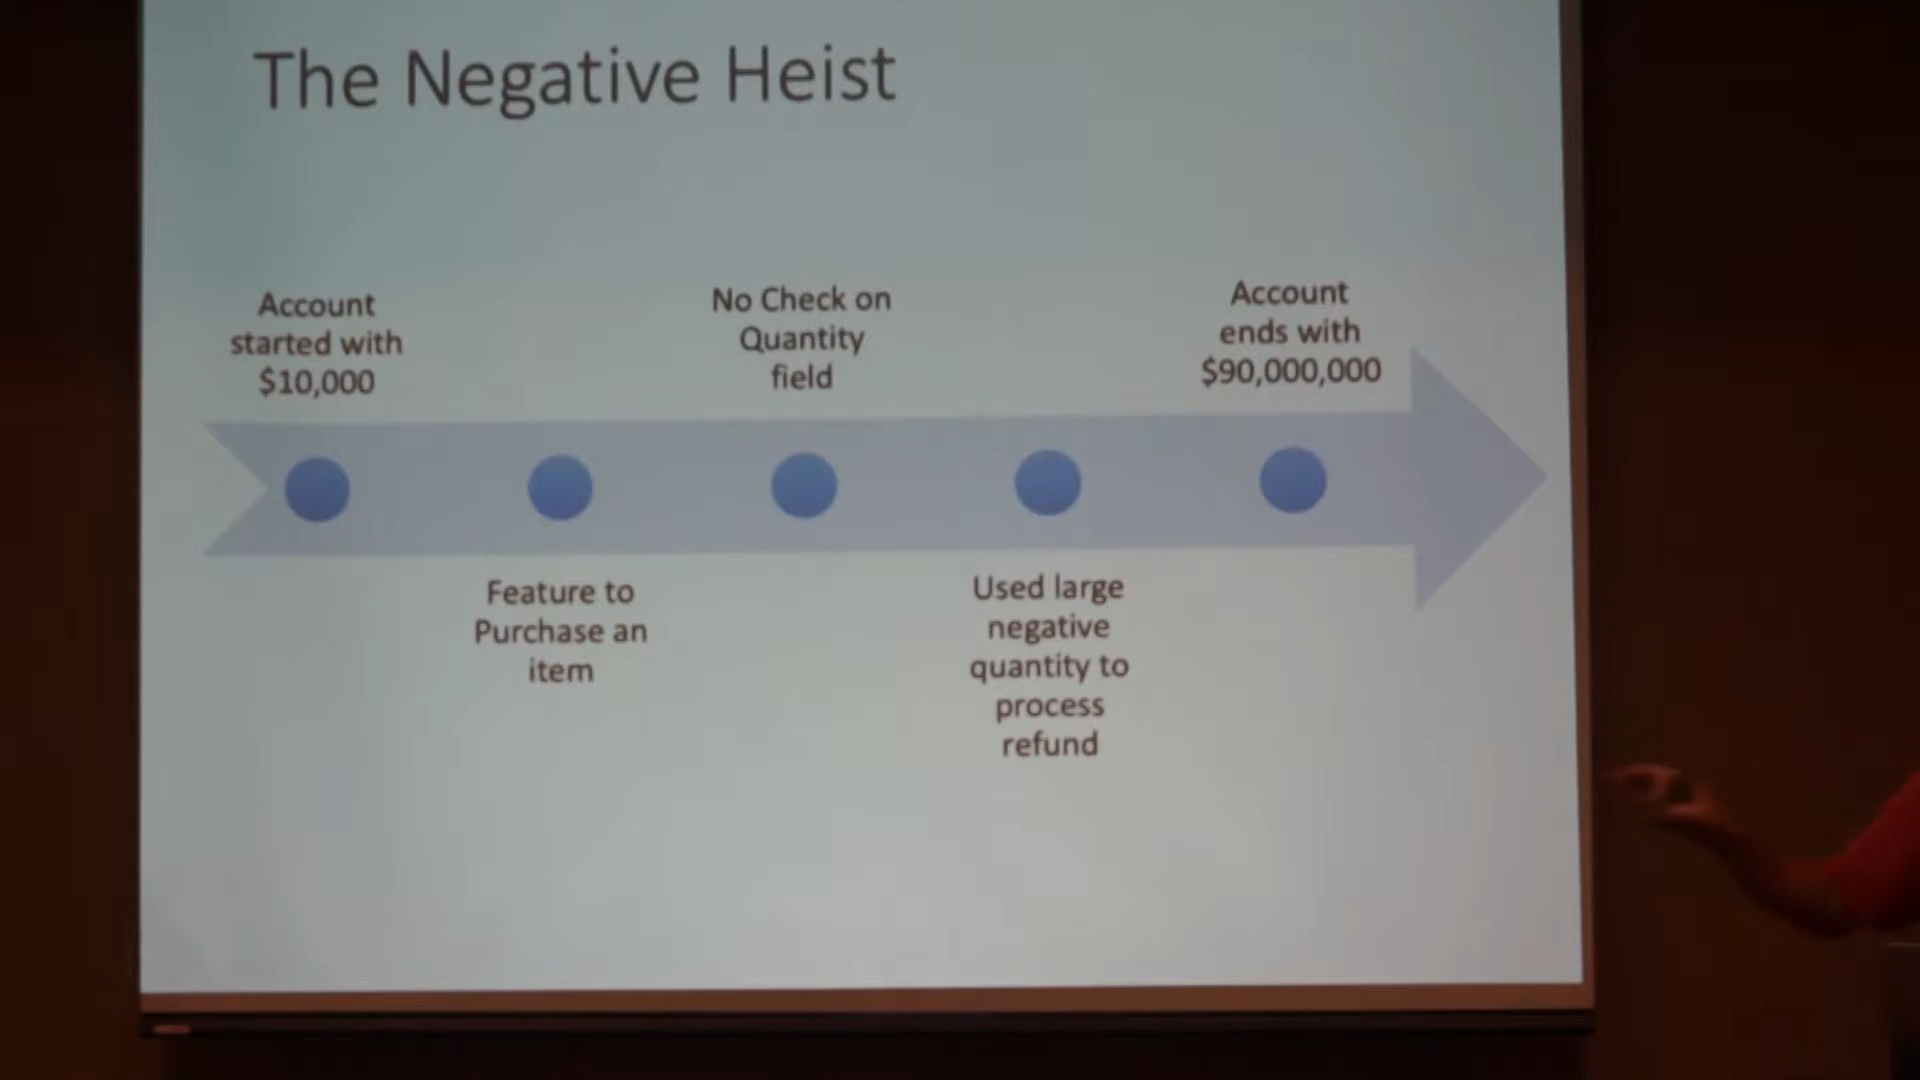 The Negative Heist
Account
started with
$10,000
Feature to
Purchase an
item
No Check on
Quantity
field
Used large
negative
quantity to
process
refund
Account
ends with
$90,000,000